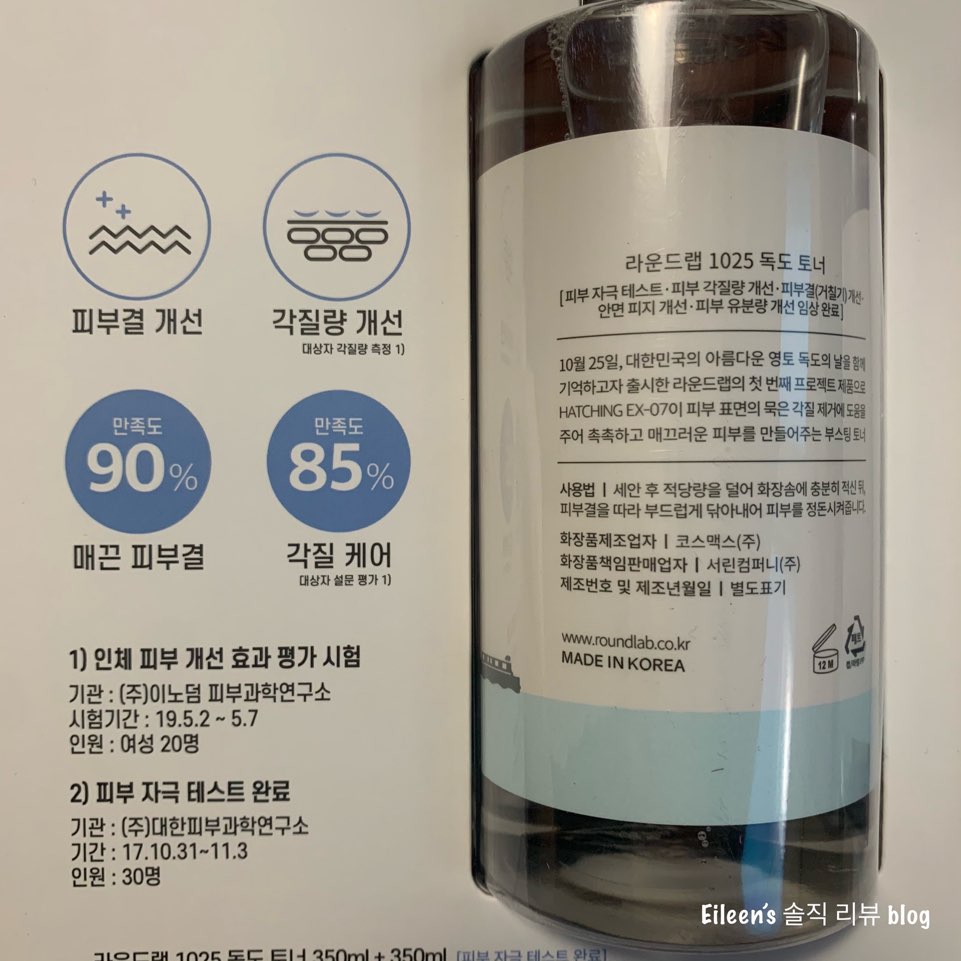 피부결 개선
각질량 개선
대상자 각질량 측정 1)
만족도
90%
매끈 피부결
만족도
85%
각질 케어
대상자 설문 평가 1)
1) 인체 피부 개선 효과 평가 시험
기관 : (주)이노덤 피부과학연구소
시험기간 : 19.5.2 ~ 5.7
인원 : 여성 20명
2) 피부 자극 테스트 완료
기관 : (주)대한피부과학연구소
기간 : 17.10.31~11.3
인원 : 30명
라운드랩 1025 독도 토너 350ml + 350ml [피부 자극 테스트 완료]
라운드랩 1025 독도 토너
[ 피부 자극 테스트·피부 각질량 개선·피부결(거칠기) 개선·
안면 피지 개선·피부 유분량 개선 임상 완료 ]
10월 25일, 대한민국의 아름다운 영토 독도의 날을 함께
기억하고자 출시한 라운드랩의 첫 번째 프로젝트 제품으로
HATCHING EX-07이 피부 표면의 묵은 각질 제거에 도움을
주어 촉촉하고 매끄러운 피부를 만들어주는 부스팅 토너
사용법 | 세안 후 적당량을 덜어 화장솜에 충분히 적신 뒤,
피부결을 따라 부드럽게 닦아내어 피부를 정돈시켜줍니다.
화장품제조업자 | 코스맥스(주)
화장품책임판매업자 | 서린컴퍼니(주)
제조번호 및 제조년월일 | 별도표기
www.roundlab.co.kr
MADE IN KOREA
12 M
페트
Eileen's 솔직 리뷰 blog